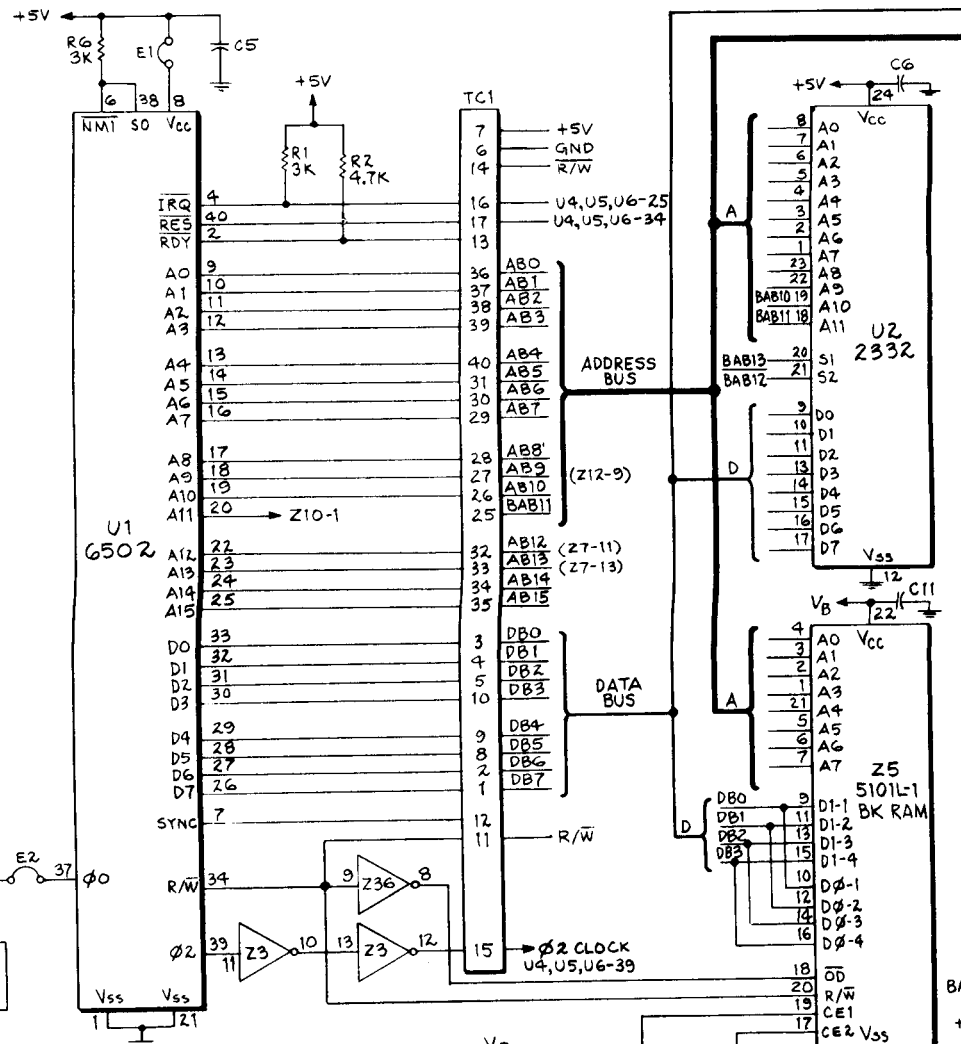 +5V
R6
3K
E1
C5
6
38
8
NMI
SO
Vcc
+5V
R1
3K
R2
4.7K
U1
6502
IRQ 4
RES 40
RDY 2
A0 9
A1 10
A2 11
A3 12
A4 13
A5 14
A6 15
A7 16
A8 17
A9 18
A10 19
A11 20
Z10-1
A12 22
A13 23
A14 24
A15 25
D0 33
D1 32
D2 31
D3 30
D4 29
D5 28
D6 27
D7 26
SYNC 7
E2
37
φ0
R/W 34
φ2 39
9 Z36 8
11 Z3 10
13 Z3 12
Vss
Vss
1
21
TC1
7 +5V
6 GND
14 R/W
16 U4, U5, U6-25
17 U4, U5, U6-34
13
36 AB0
37 AB1
38 AB2
39 AB3
40 AB4
31 AB5
30 AB6
29 AB7
28 AB8'
27 AB9
26 AB10
(Z12-9)
25 BAB11
32 AB12 (Z7-11)
33 AB13 (Z7-13)
34 AB14
35 AB15
3 DB0
4 DB1
5 DB2
10 DB3
9 DB4
8 DB5
2 DB6
1 DB7
12
11 R/W
15 φ2 CLOCK
U4, U5, U6-39
ADDRESS
BUS
DATA
BUS
+5V
C6
24
Vcc
A
8 A0
7 A1
6 A2
5 A3
4 A4
3 A5
2 A6
1 A7
23 A8
22 A9
BAB10 19 A10
BAB11 18 A11
U2
2332
BAB13 20 S1
BAB12 21 S2
D
9 D0
10 D1
11 D2
13 D3
14 D4
15 D5
16 D6
17 D7
Vss
12
VB
C11
22
Vcc
A
4 A0
3 A1
2 A2
1 A3
21 A4
5 A5
6 A6
7 A7
Z5
5101L-1
BK RAM
D
DB0 9 D1-1
DB1 11 D1-2
DB2 13 D1-3
DB3 15 D1-4
10 DØ-1
12 DØ-2
14 DØ-3
16 DØ-4
18 OD
20 R/W
19 CE1
17 CE2
Vss
BA
+